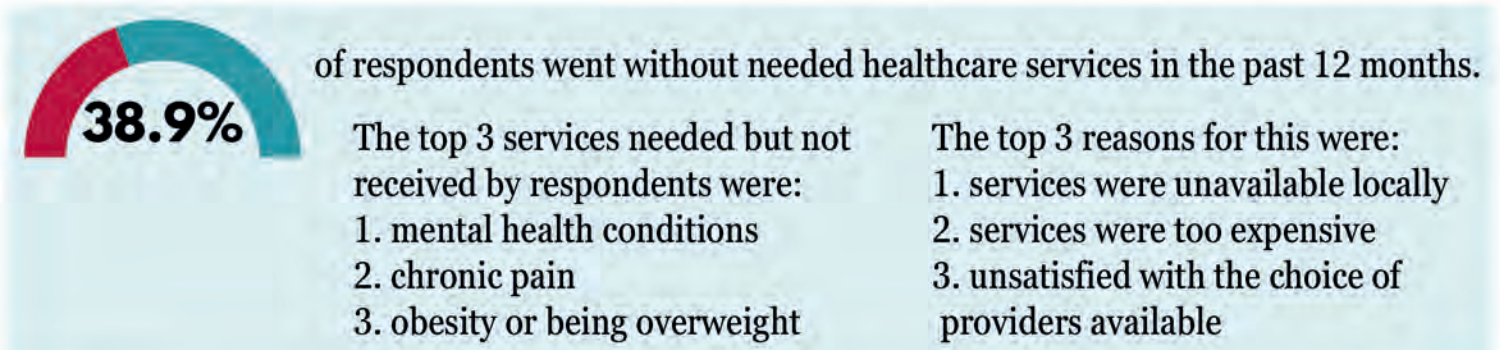 38.9%
of respondents went without needed healthcare services in the past 12 months.
The top 3 services needed but not
received by respondents were:
1. mental health conditions
2. chronic pain
3. obesity or being overweight
The top 3 reasons for this were:
1. services were unavailable locally
2. services were too expensive
3. unsatisfied with the choice of
providers available